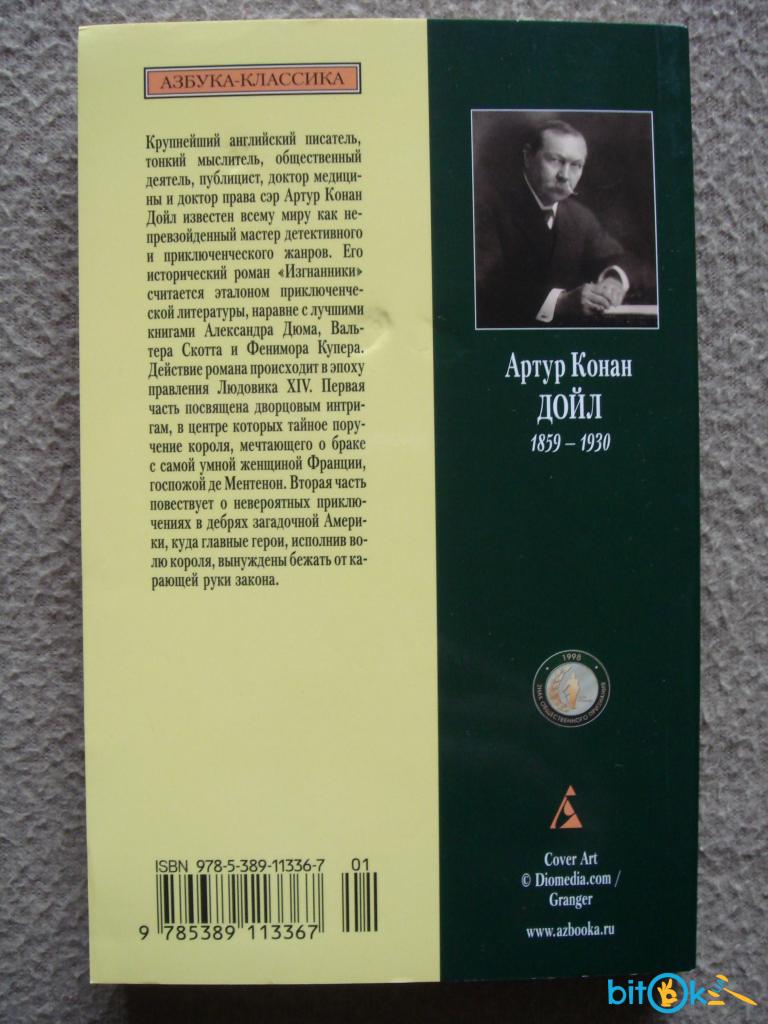 АЗБУКА-КЛАССИКА
Крупнейший английский писатель,
тонкий мыслитель, общественный
деятель, публицист, доктор медици-
ны и доктор права сэр Артур Конан
Дойл известен всему миру как не-
превзойденный мастер детективного
и приключенческого жанров. Его
исторический роман «Изгнанники»
считается эталоном приключенче-
ской литературы, наравне с лучшими
книгами Александра Дюма, Валь-
тера Скотта и Фенимора Купера.
Действие романа происходит в эпоху
правления Людовика XIV. Первая
часть посвящена дворцовым интри-
гам, в центре которых тайное пору-
чение короля, мечтающего о браке
с самой умной женщиной Франции,
госпожой де Ментенон. Вторая часть
повествует о невероятных приклю-
чениях в дебрях загадочной Амери-
ки, куда главные герои, исполнив во-
лю короля, вынуждены бежать от ка-
рающей руки закона.
ISBN 978-5-389-11336-7 01
9 785389 113367
Артур Конан
ДОЙЛ
1859 – 1930
1998
ЗНАК ОБЩЕСТВЕННОГО ПРИЗНАНИЯ
Cover Art
© Diomedia.com /
Granger
www.azbooka.ru
bitOk